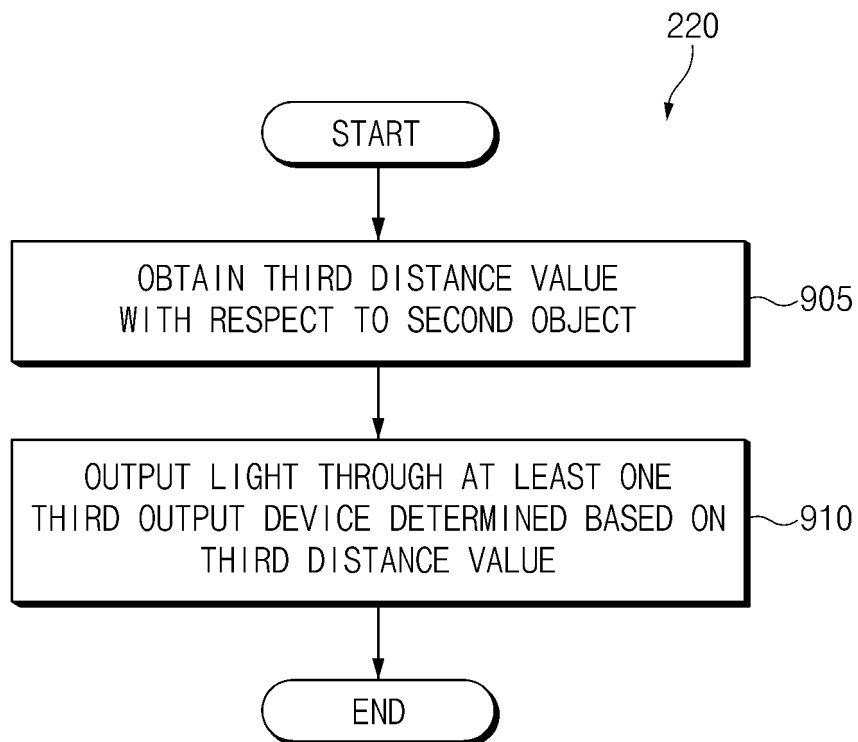 220
START
OBTAIN THIRD DISTANCE VALUE
WITH RESPECT TO SECOND OBJECT
905
OUTPUT LIGHT THROUGH AT LEAST ONE
THIRD OUTPUT DEVICE DETERMINED BASED ON
THIRD DISTANCE VALUE
910
END